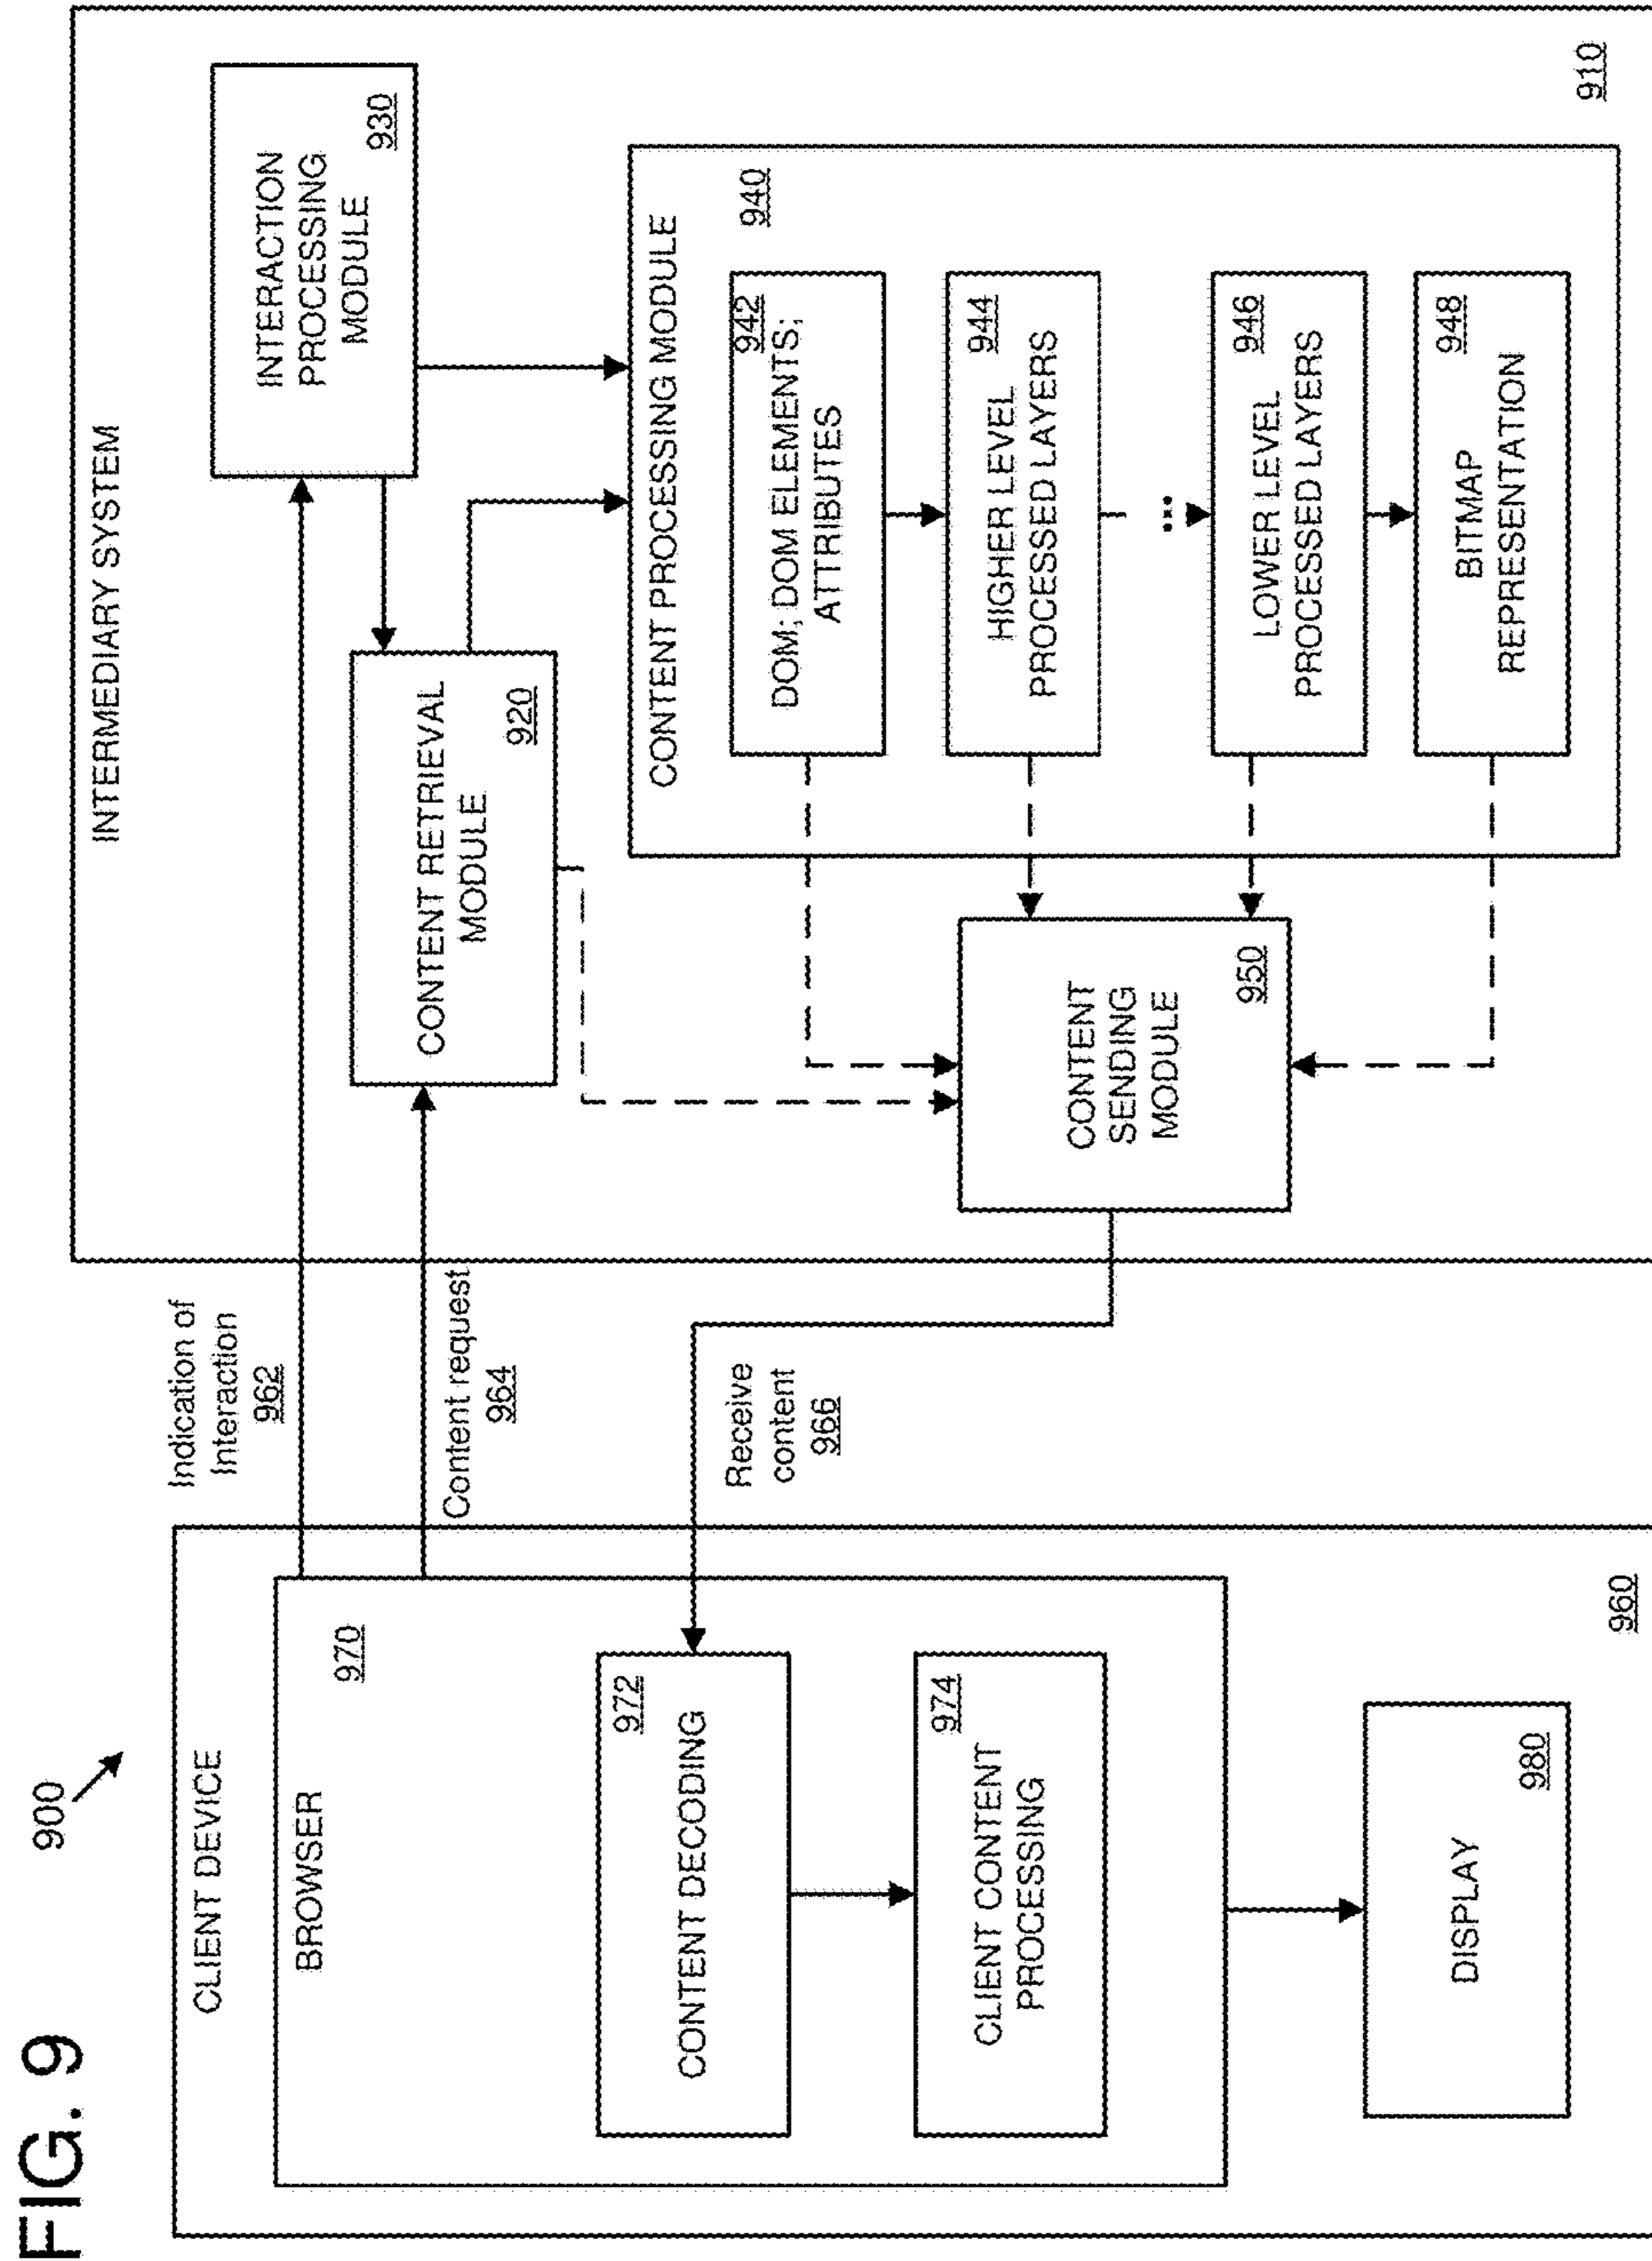 FIG. 9
900
CLIENT DEVICE
BROWSER
970
972
CONTENT DECODING
974
CLIENT CONTENT
PROCESSING
DISPLAY
980
960
Indication of
Interaction
962
Content request
964
Receive
content
966
INTERMEDIARY SYSTEM
INTERACTION
PROCESSING
MODULE
930
CONTENT RETRIEVAL
MODULE
920
CONTENT PROCESSING MODULE
940
942
DOM; DOM ELEMENTS;
ATTRIBUTES
944
HIGHER LEVEL
PROCESSED LAYERS
...
946
LOWER LEVEL
PROCESSED LAYERS
948
BITMAP
REPRESENTATION
CONTENT
SENDING
MODULE
950
910